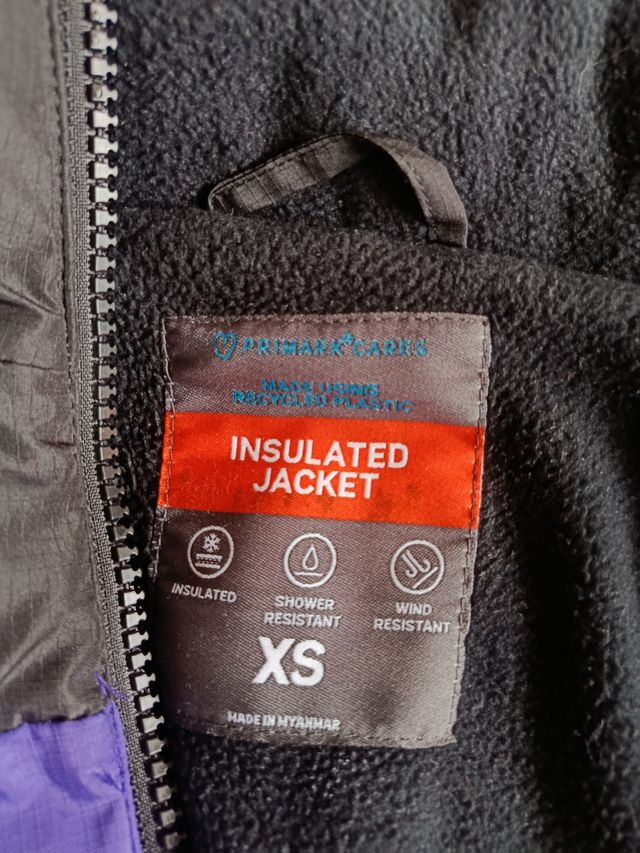 PRIMARK® CARES
MADE USING
RECYCLED PLASTIC
INSULATED
JACKET
INSULATED
SHOWER
RESISTANT
WIND
RESISTANT
XS
MADE IN MYANMAR